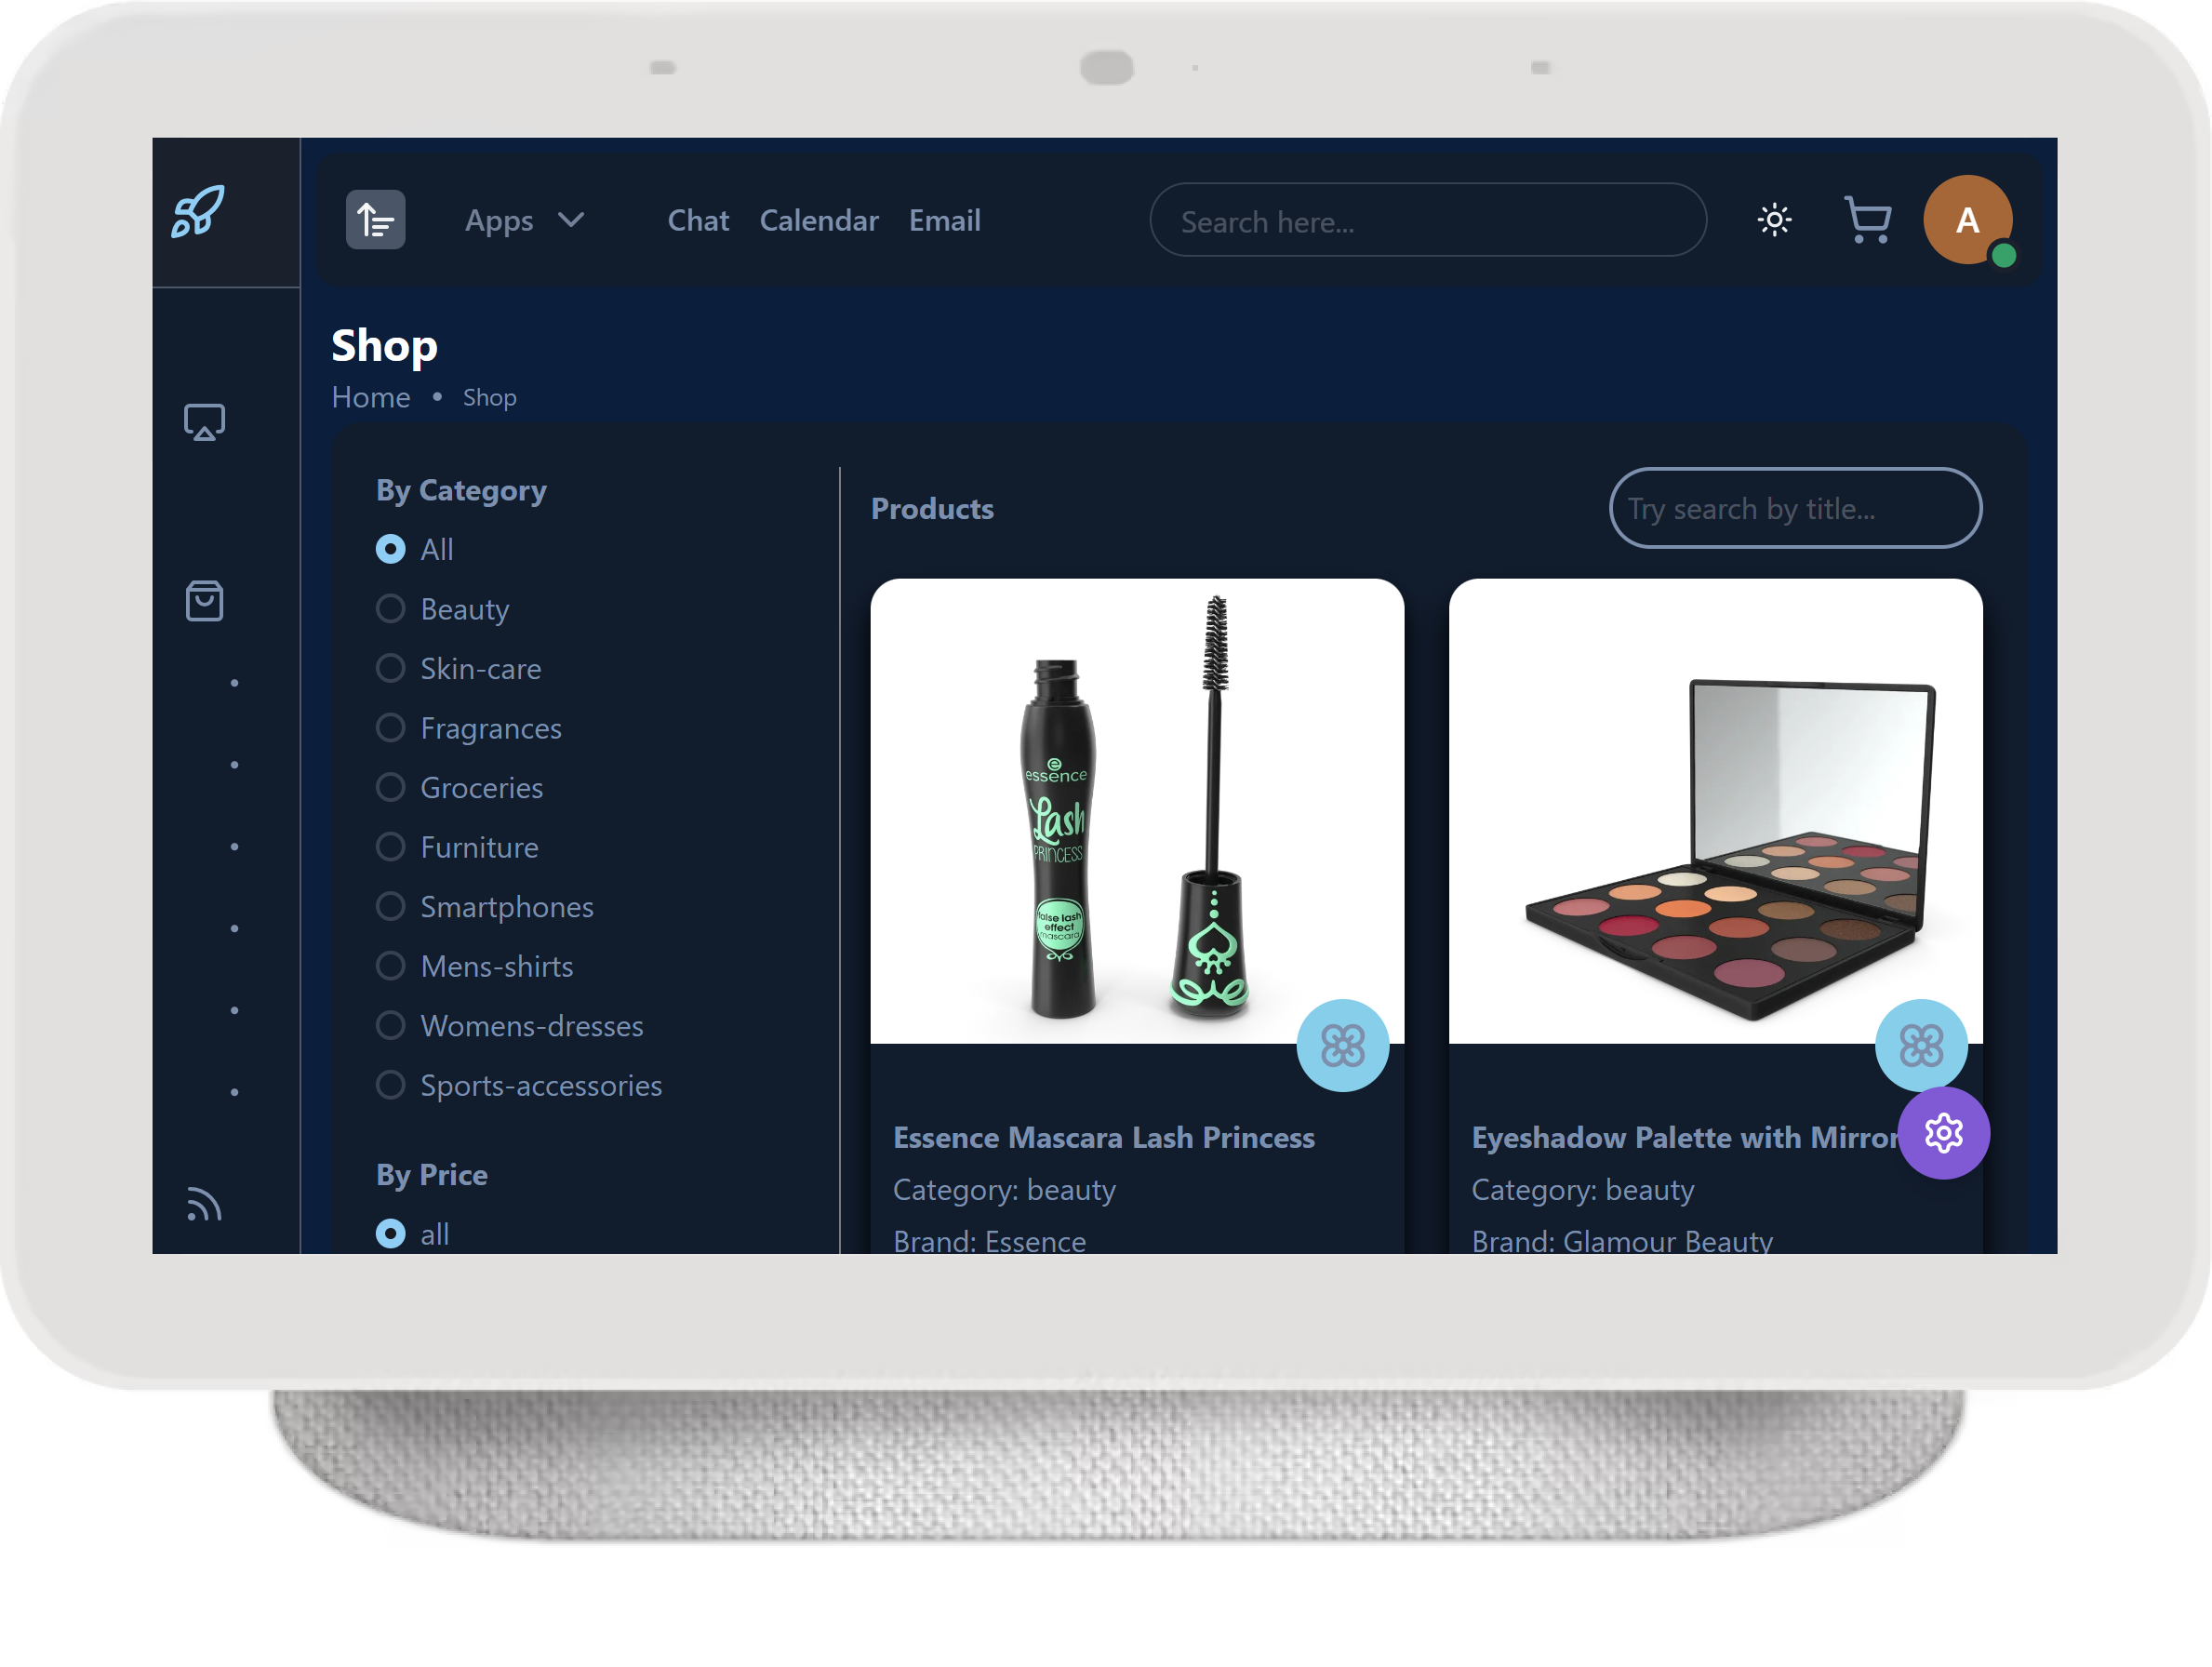 Apps Chat Calendar Email Search here... A
Shop
Home • Shop
By Category
All
Beauty
Skin-care
Fragrances
Groceries
Furniture
Smartphones
Mens-shirts
Womens-dresses
Sports-accessories
By Price
all
Products
Try search by title...
essence
Lash
PRINCESS
false lash
effect
mascara
Essence Mascara Lash Princess
Category: beauty
Brand: Essence
Eyeshadow Palette with Mirror
Category: beauty
Brand: Glamour Beauty